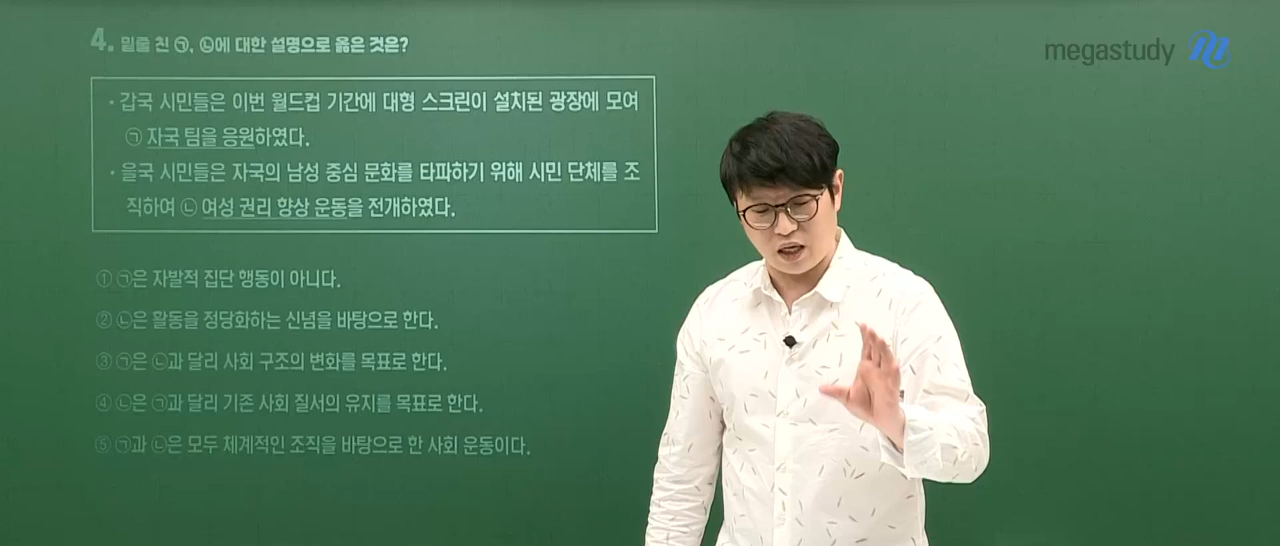 4. 밑줄 친 ㉠, ㉡에 대한 설명으로 옳은 것은?
megastudy
· 갑국 시민들은 이번 월드컵 기간에 대형 스크린이 설치된 광장에 모여
㉠ 자국 팀을 응원하였다.
· 을국 시민들은 자국의 남성 중심 문화를 타파하기 위해 시민 단체를 조
직하여 ㉡ 여성 권리 향상 운동을 전개하였다.
① ㉠은 자발적 집단 행동이 아니다.
② ㉡은 활동을 정당화하는 신념을 바탕으로 한다.
③ ㉠은 ㉡과 달리 사회 구조의 변화를 목표로 한다.
④ ㉡은 ㉠과 달리 기존 사회 질서의 유지를 목표로 한다.
⑤ ㉠과 ㉡은 모두 체계적인 조직을 바탕으로 한 사회 운동이다.